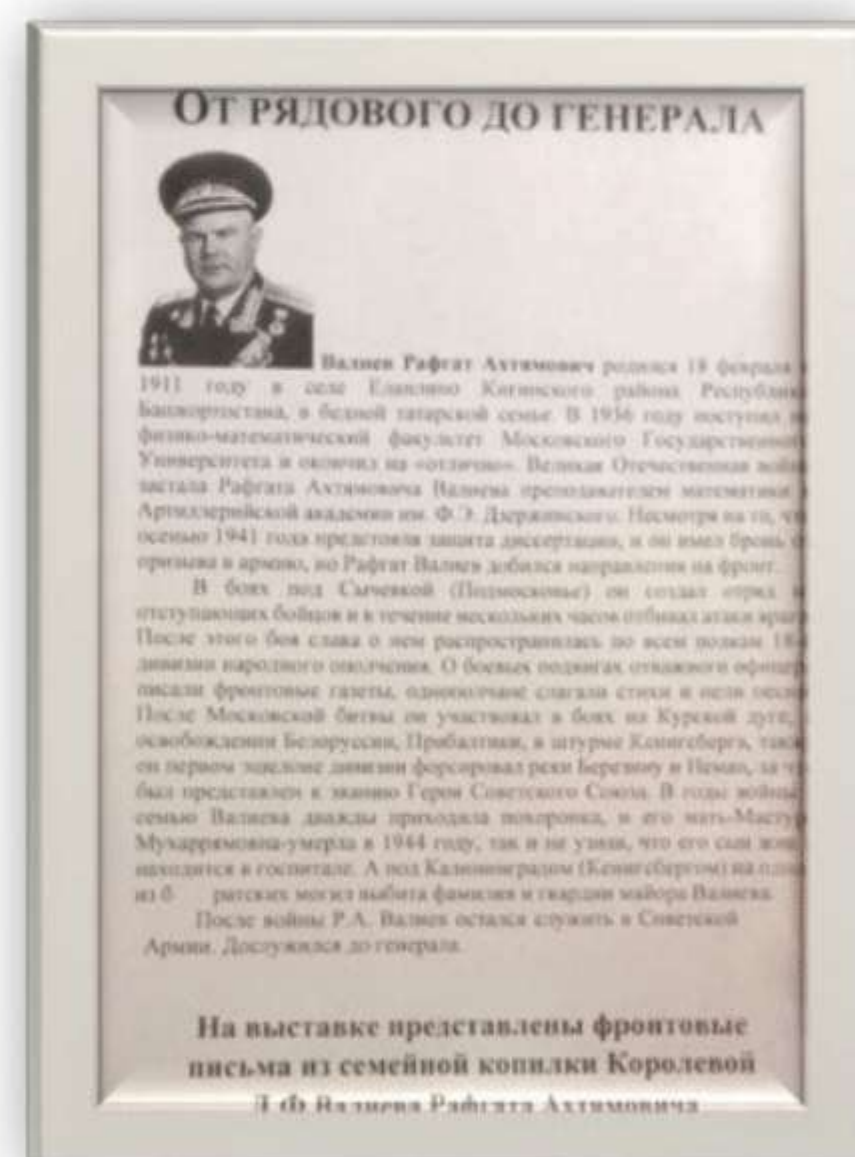 ОТ РЯДОВОГО ДО ГЕНЕРАЛА
Валиев Рафгат Ахтямович родился 18 февраля
1911 году в селе Еланлино Кигинского района Республики
Башкортостана, в бедной татарской семье. В 1936 году поступил
физико-математический факультет Московского Государственного
Университета и окончил на «отлично». Великая Отечественная война
застала Рафгата Ахтямовича Валиева преподавателем математики
Артиллерийской академии им. Ф.Э. Дзержинского. Несмотря на то, что
осенью 1941 года предстояла защита диссертации, и он имел бронь
призыва в армию, но Рафгат Валиев добился направления на фронт.
В боях под Сычевкой (Подмосковье) он создал отряд
отступающих бойцов и в течение нескольких часов отбивал атаки врага
После этого боя слава о нем распространилась по всем полкам 18
дивизии народного ополчения. О боевых подвигах отважного офицера
писали фронтовые газеты, однополчане слагали стихи и пели песни
После Московской битвы он участвовал в боях на Курской дуге,
освобождении Белоруссии, Прибалтики, в штурме Кенигсберга,
он первом эшелоне дивизии форсировал реки Березину и Неман, за
был представлен к званию Героя Советского Союза. В годы войны
семью Валиева дважды приходила похоронка, и его мать-
Мухаррямовна-умерла в 1944 году, так и не узнав, что его сын
находится в госпитале. А под Калининградом (Кенигсбергом) на
из б ратских могил выбита фамилия и гвардии майора Валиева.
После войны Р.А. Валиев остался служить в Советской
Армии. Дослужился до генерала.
На выставке представлены фронтовые
письма из семейной копилки Королевой
Валиева Рафгата Ахтямовича